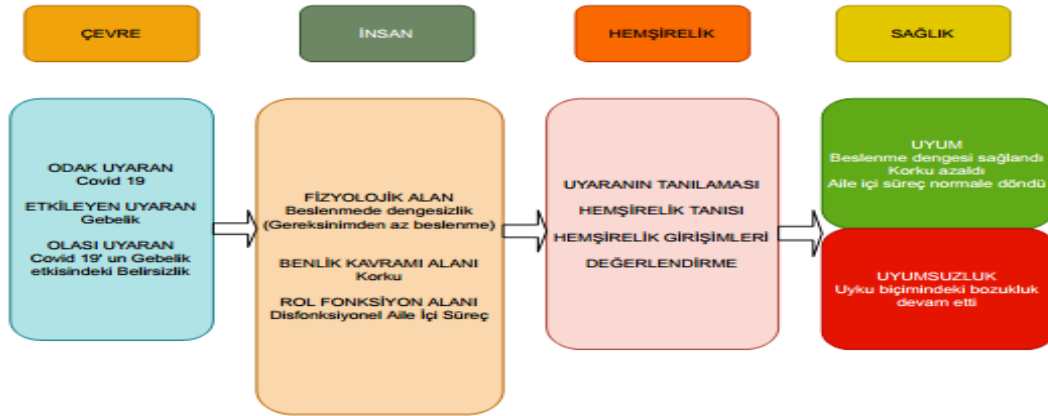 ÇEVRE
İNSAN
HEMŞİRELİK
SAĞLIK
ODAK UYARAN
Covid 19
ETKİLEYEN UYARAN
Gebelik
OLASI UYARAN
Covid 19' un Gebelik
etkisindeki Belirsizlik
FİZYOLOJİK ALAN
Beslenmede dengesizlik
(Gereksinimden az beslenme)
BENLİK KAVRAMI ALANI
Korku
ROL FONKSİYON ALANI
Disfonksiyonel Aile İçi Süreç
UYARANIN TANILAMASI
HEMŞİRELİK TANISI
HEMŞİRELİK GİRİŞİMLERİ
DEĞERLENDİRME
UYUM
Beslenme dengesi sağlandı
Korku azaldı
Aile içi süreç normale döndü
UYUMSUZLUK
Uyku biçimindeki bozukluk
devam etti